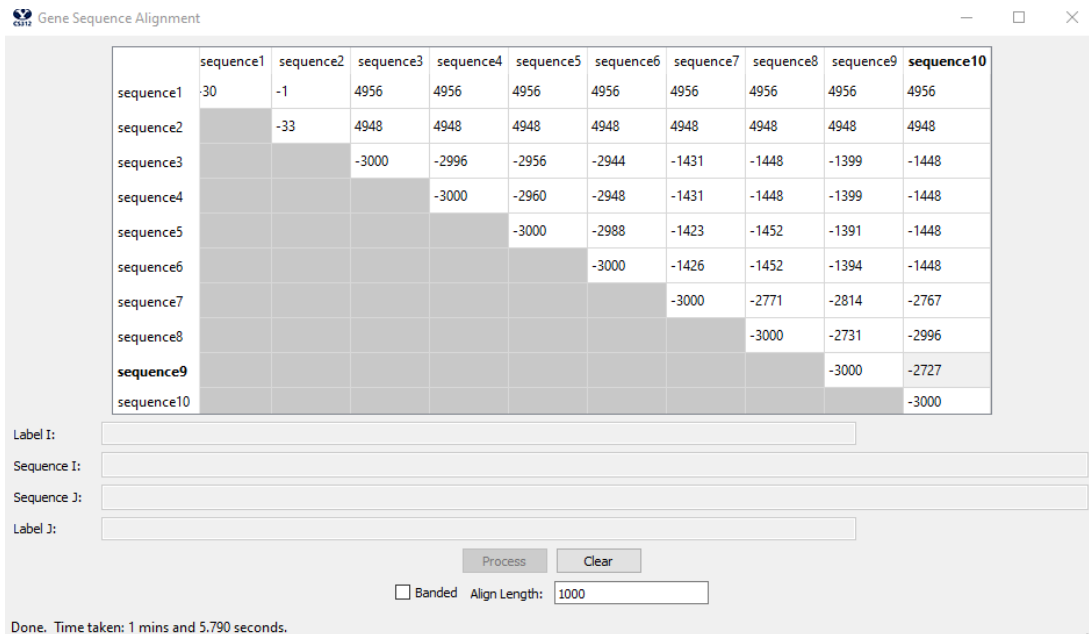 CS312 Gene Sequence Alignment
sequence1 sequence2 sequence3 sequence4 sequence5 sequence6 sequence7 sequence8 sequence9 sequence10
sequence1 -30 -1 4956 4956 4956 4956 4956 4956 4956 4956
sequence2 -33 4948 4948 4948 4948 4948 4948 4948 4948
sequence3 -3000 -2996 -2956 -2944 -1431 -1448 -1399 -1448
sequence4 -3000 -2960 -2948 -1431 -1448 -1399 -1448
sequence5 -3000 -2988 -1423 -1452 -1391 -1448
sequence6 -3000 -1426 -1452 -1394 -1448
sequence7 -3000 -2771 -2814 -2767
sequence8 -3000 -2731 -2996
sequence9 -3000 -2727
sequence10 -3000
Label I:
Sequence I:
Sequence J:
Label J:
Process Clear
Banded Align Length: 1000
Done. Time taken: 1 mins and 5.790 seconds.